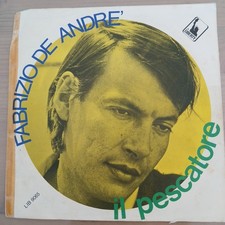 FABRIZIO DE ANDRE'
il pescatore